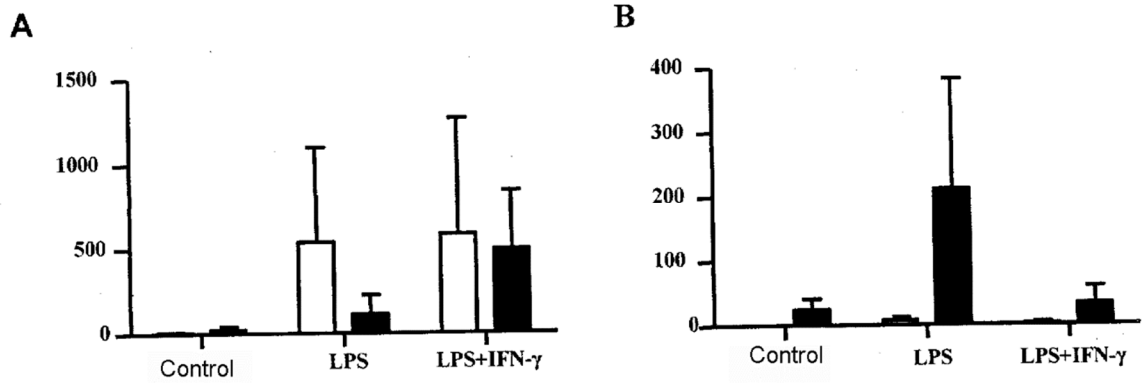 A
1500
1000
500
0
Control LPS LPS+IFN-γ
B
400
300
200
100
0
Control LPS LPS+IFN-γ